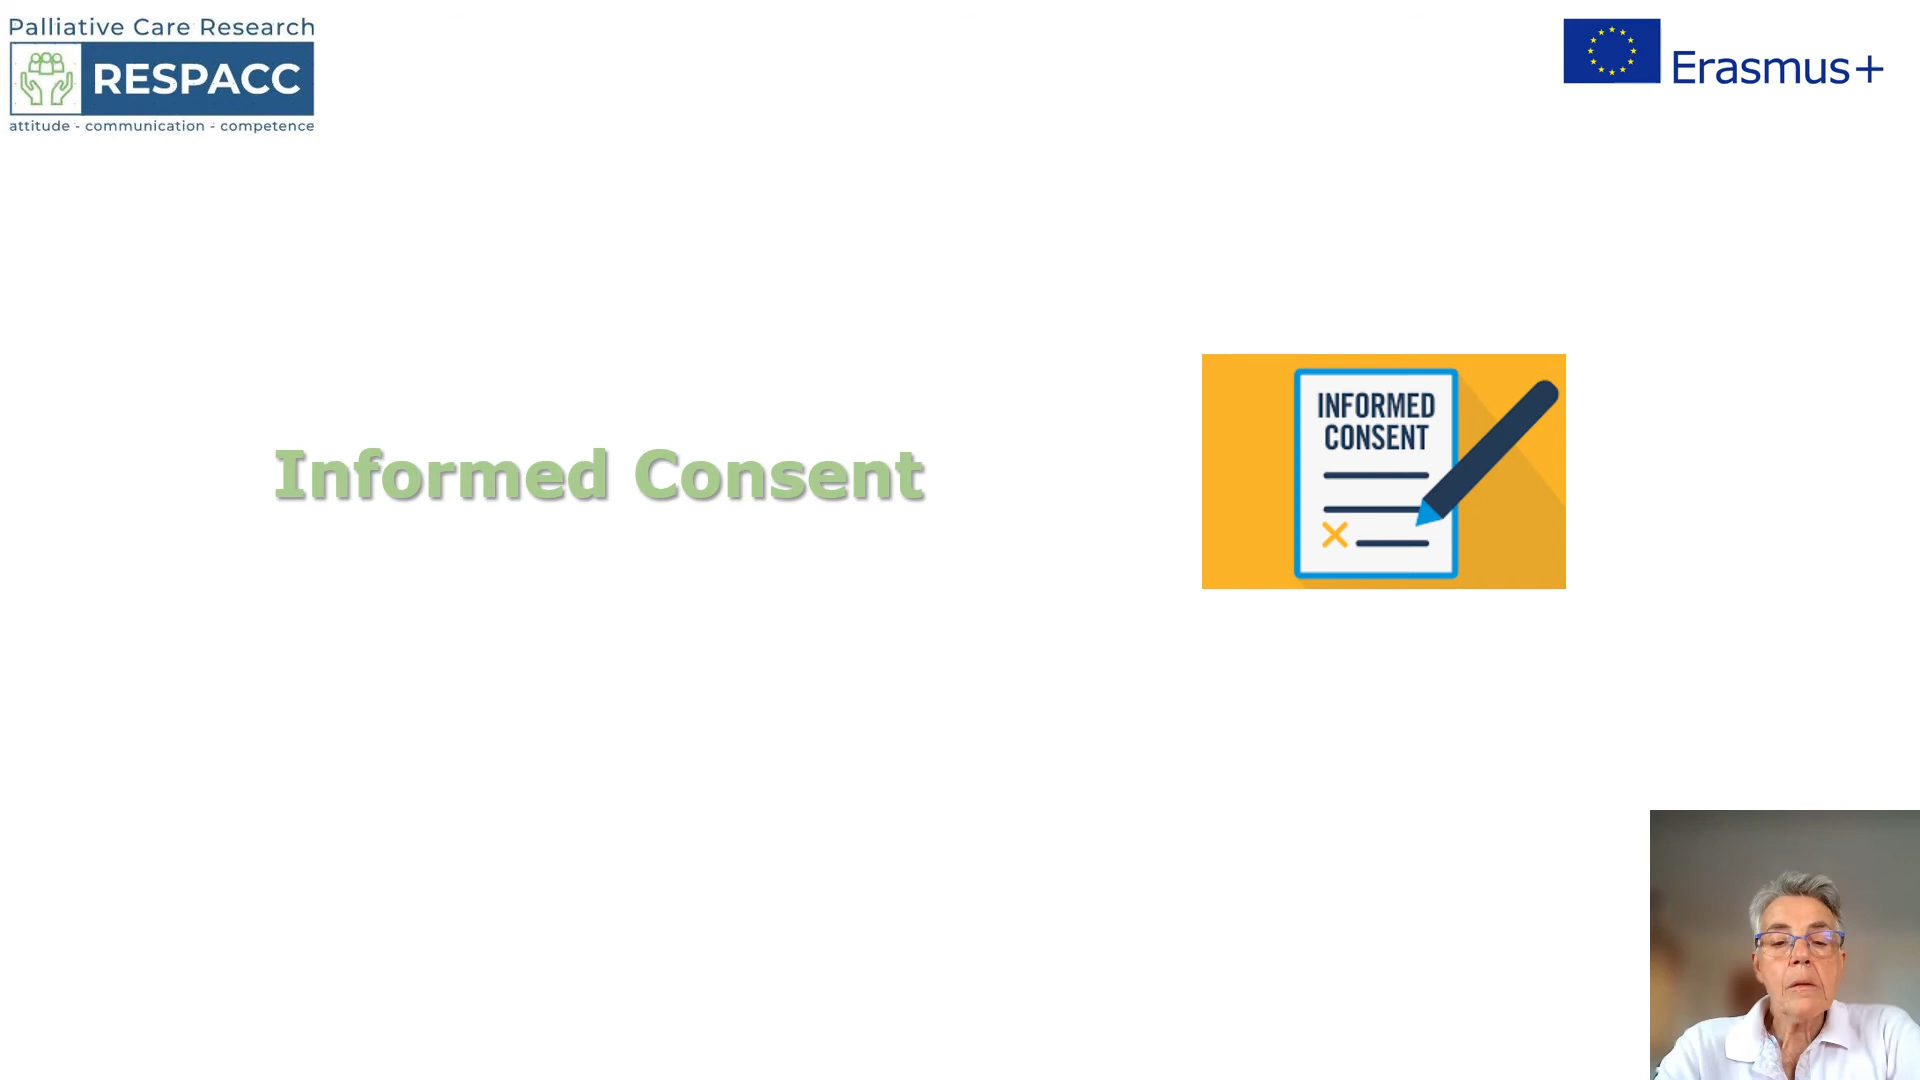 Palliative Care Research
RESPACC
attitude - communication - competence
Erasmus+
Informed Consent
INFORMED
CONSENT